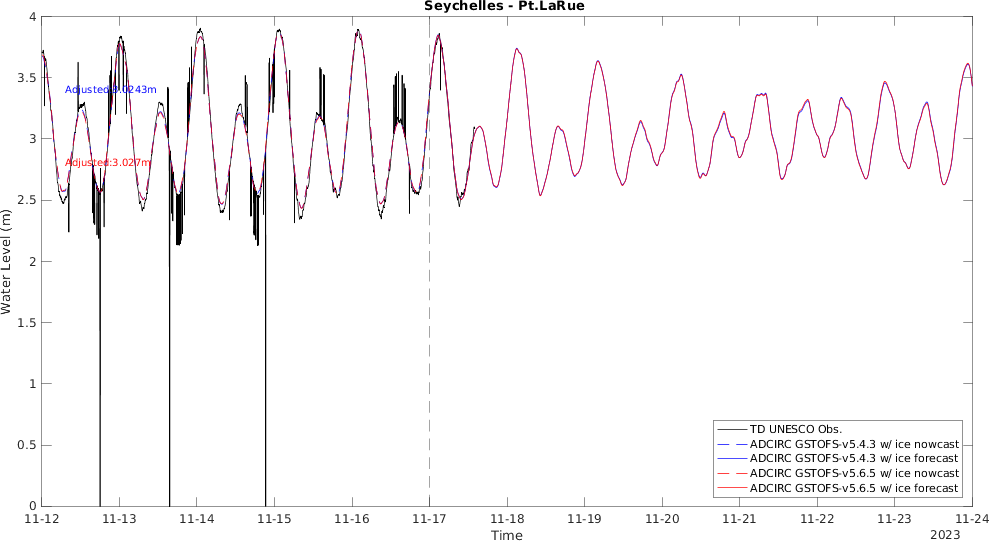 Seychelles - Pt.LaRue
4
3.5
3
2.5
2
1.5
1
0.5
0
Water Level (m)
Adjusted:3.0243m
Adjusted:3.027m
TD UNESCO Obs.
ADCIRC GSTOFS-v5.4.3 w/ ice nowcast
ADCIRC GSTOFS-v5.4.3 w/ ice forecast
ADCIRC GSTOFS-v5.6.5 w/ ice nowcast
ADCIRC GSTOFS-v5.6.5 w/ ice forecast
11-12 11-13 11-14 11-15 11-16 11-17 11-18 11-19 11-20 11-21 11-22 11-23 11-24
Time
2023